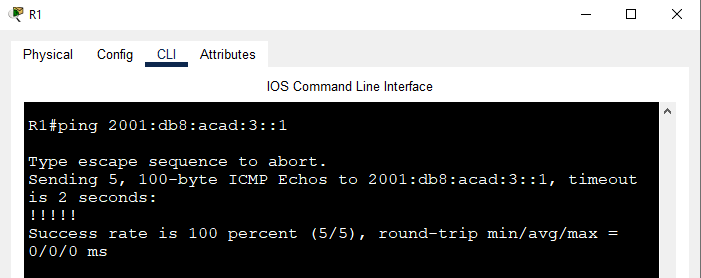 R1
Physical Config CLI Attributes
IOS Command Line Interface
R1#ping 2001:db8:acad:3::1
Type escape sequence to abort.
Sending 5, 100-byte ICMP Echos to 2001:db8:acad:3::1, timeout
is 2 seconds:
!!!!!
Success rate is 100 percent (5/5), round-trip min/avg/max =
0/0/0 ms